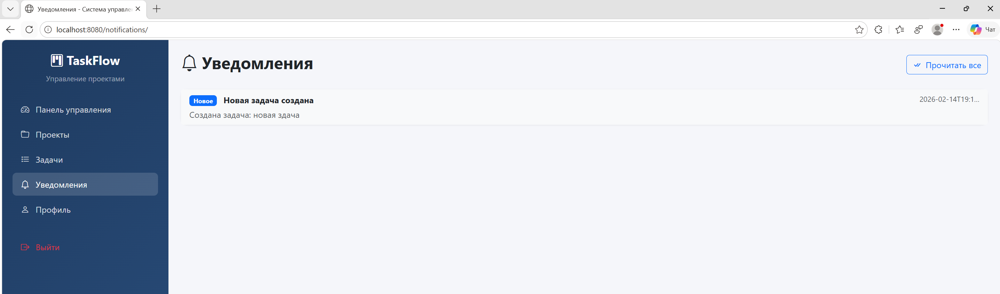 Уведомления - Система управле
localhost:8080/notifications/
Чат
TaskFlow
Управление проектами
Панель управления
Проекты
Задачи
Уведомления
Профиль
Выйти
Уведомления
Прочитать все
Новое Новая задача создана
2026-02-14T19:1...
Создана задача: новая здача